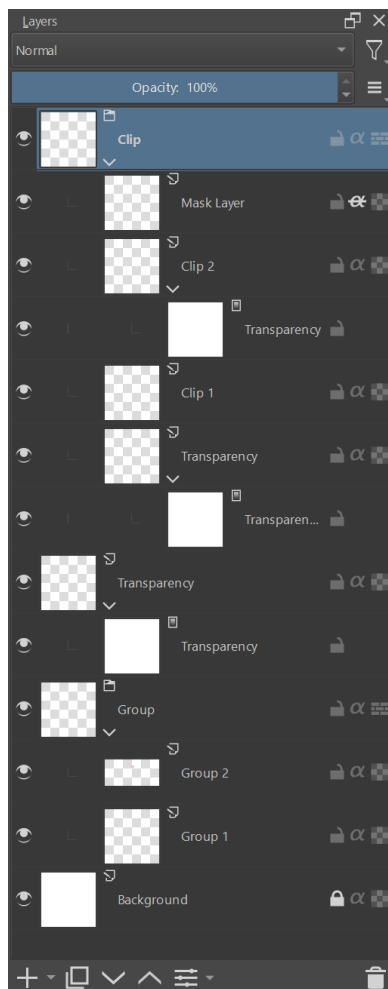 Layers
Normal
Opacity: 100%
Clip
Mask Layer
Clip 2
Transparency
Clip 1
Transparency
Transparen...
Transparency
Transparency
Group
Group 2
Group 1
Background